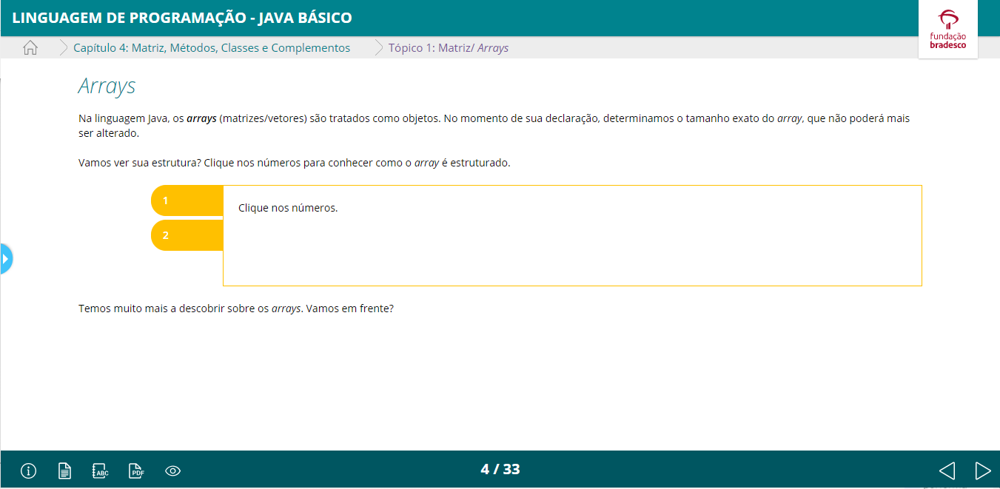 LINGUAGEM DE PROGRAMAÇÃO - JAVA BÁSICO
fundação
bradesco
Capítulo 4: Matriz, Métodos, Classes e Complementos
Tópico 1: Matriz/ Arrays
Arrays
Na linguagem Java, os arrays (matrizes/vetores) são tratados como objetos. No momento de sua declaração, determinamos o tamanho exato do array, que não poderá mais
ser alterado.
Vamos ver sua estrutura? Clique nos números para conhecer como o array é estruturado.
1
Clique nos números.
2
Temos muito mais a descobrir sobre os arrays. Vamos em frente?
ABC
PDF
4 / 33